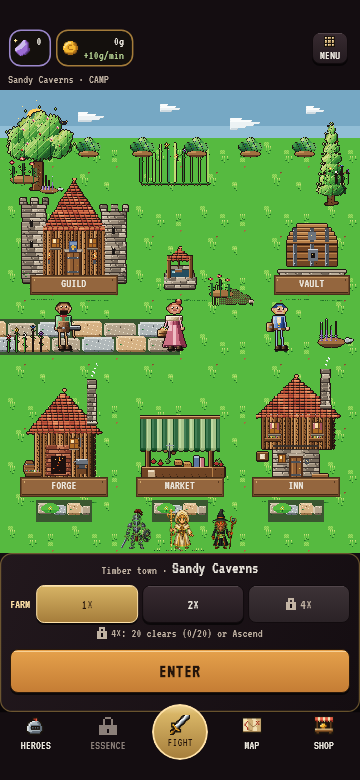 0
0g
+10g/min
MENU
Sandy Caverns · CAMP
GUILD
VAULT
FORGE
MARKET
INN
Timber town · Sandy Caverns
FARM
1X
2X
4X
4X: 20 clears (0/20) or Ascend
ENTER
HEROES
ESSENCE
FIGHT
MAP
SHOP